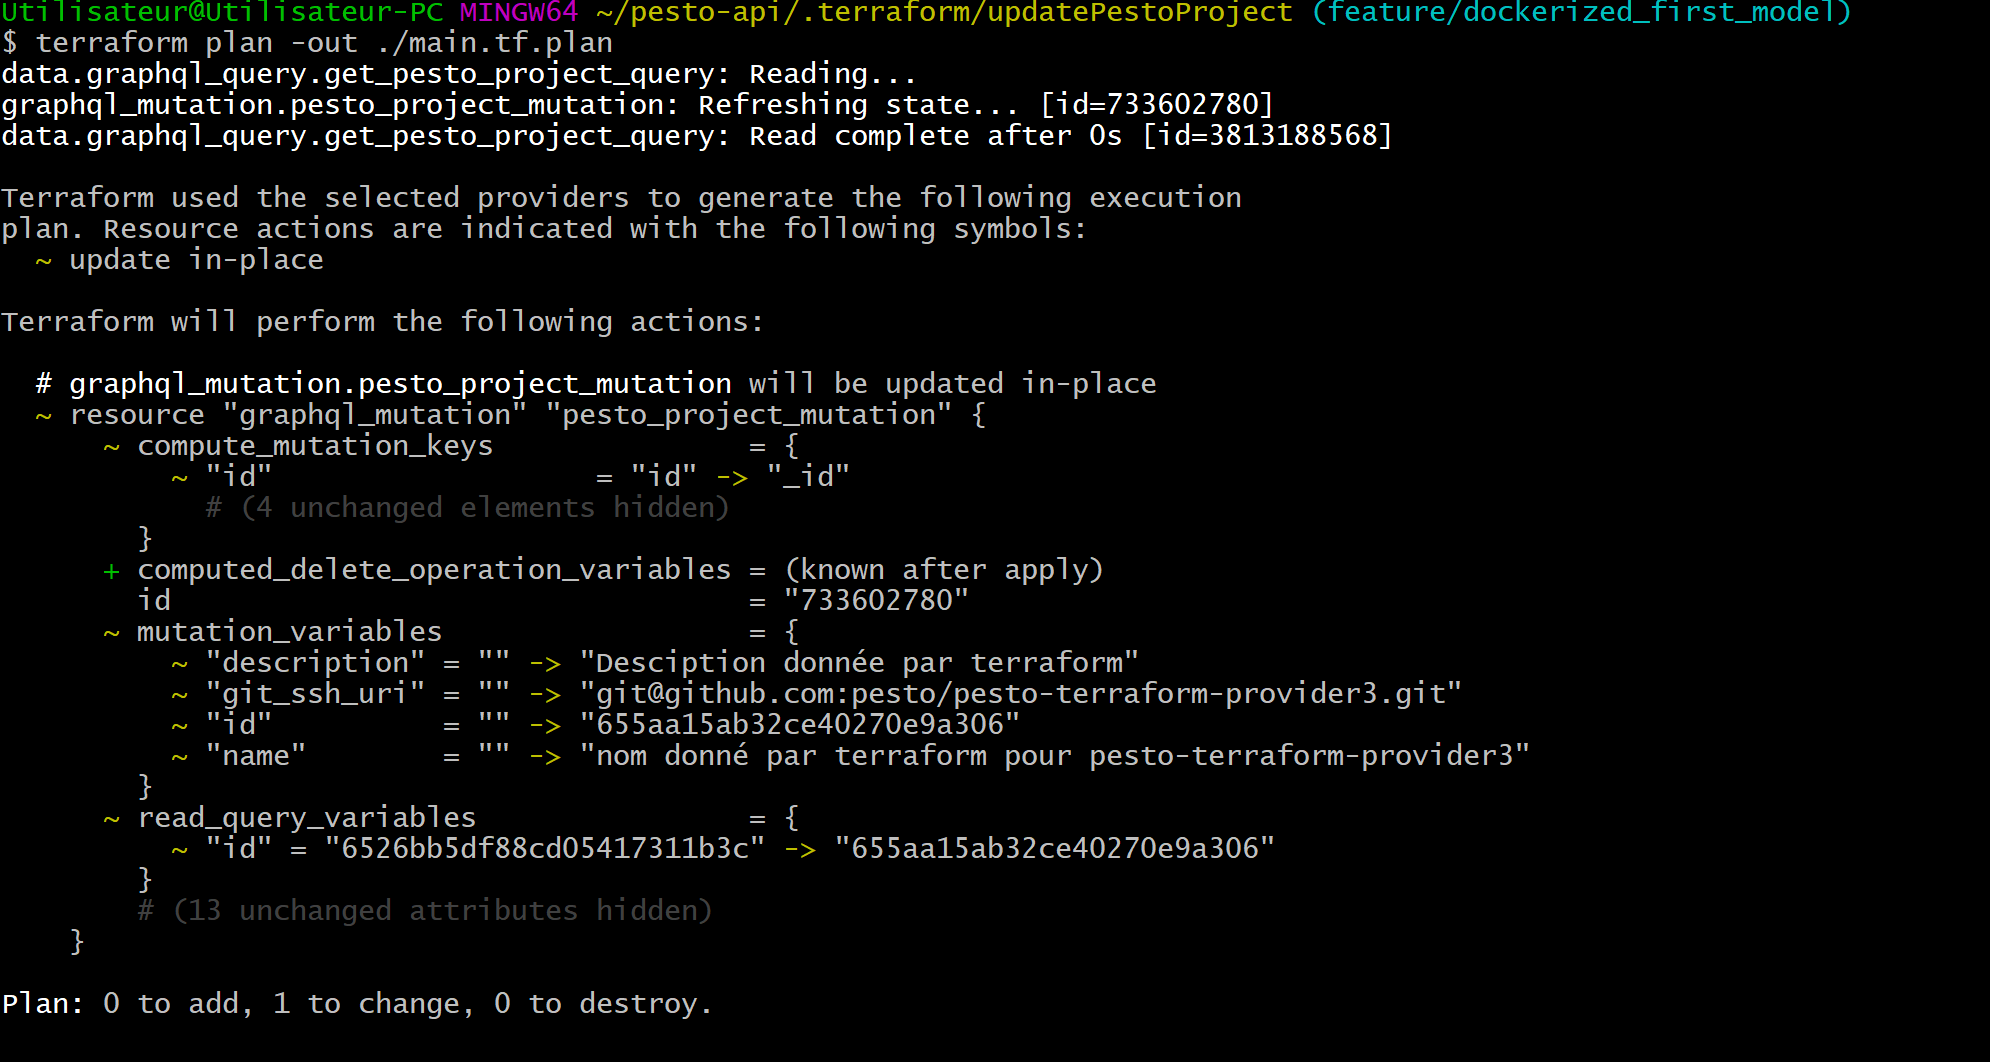 Utilisateur@Utilisateur-PC MINGW64 ~/pesto-api/.terraform/updatePestoProject (feature/dockerized_first_model)
$ terraform plan -out ./main.tf.plan
data.graphql_query.get_pesto_project_query: Reading...
graphql_mutation.pesto_project_mutation: Refreshing state... [id=733602780]
data.graphql_query.get_pesto_project_query: Read complete after 0s [id=3813188568]

Terraform used the selected providers to generate the following execution
plan. Resource actions are indicated with the following symbols:
  ~ update in-place

Terraform will perform the following actions:

  # graphql_mutation.pesto_project_mutation will be updated in-place
  ~ resource "graphql_mutation" "pesto_project_mutation" {
      ~ compute_mutation_keys               = {
          ~ "id"                   = "id" -> "_id"
            # (4 unchanged elements hidden)
        }
      + computed_delete_operation_variables = (known after apply)
        id                                  = "733602780"
      ~ mutation_variables                  = {
          ~ "description" = "" -> "Desciption donnée par terraform"
          ~ "git_ssh_uri" = "" -> "git@github.com:pesto/pesto-terraform-provider3.git"
          ~ "id"          = "" -> "655aa15ab32ce40270e9a306"
          ~ "name"        = "" -> "nom donné par terraform pour pesto-terraform-provider3"
        }
      ~ read_query_variables                = {
          ~ "id" = "6526bb5df88cd05417311b3c" -> "655aa15ab32ce40270e9a306"
        }
        # (13 unchanged attributes hidden)
    }

Plan: 0 to add, 1 to change, 0 to destroy.